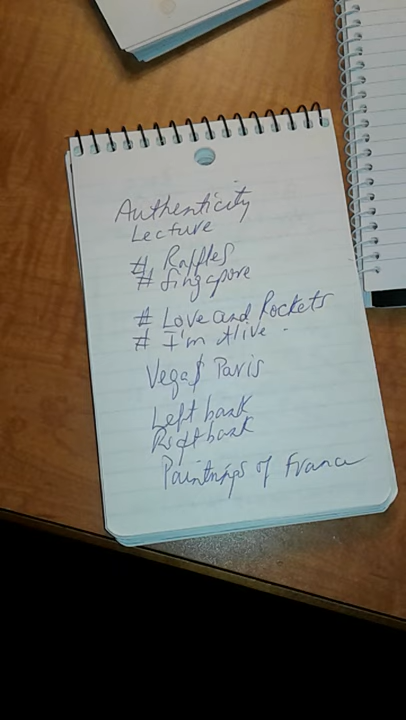 Authenticity
Lecture
# Raffles
# Singapore
# Love and Rockets
# I'm Alive
Vegas Paris
Left bank
Right bank
Paintings of France